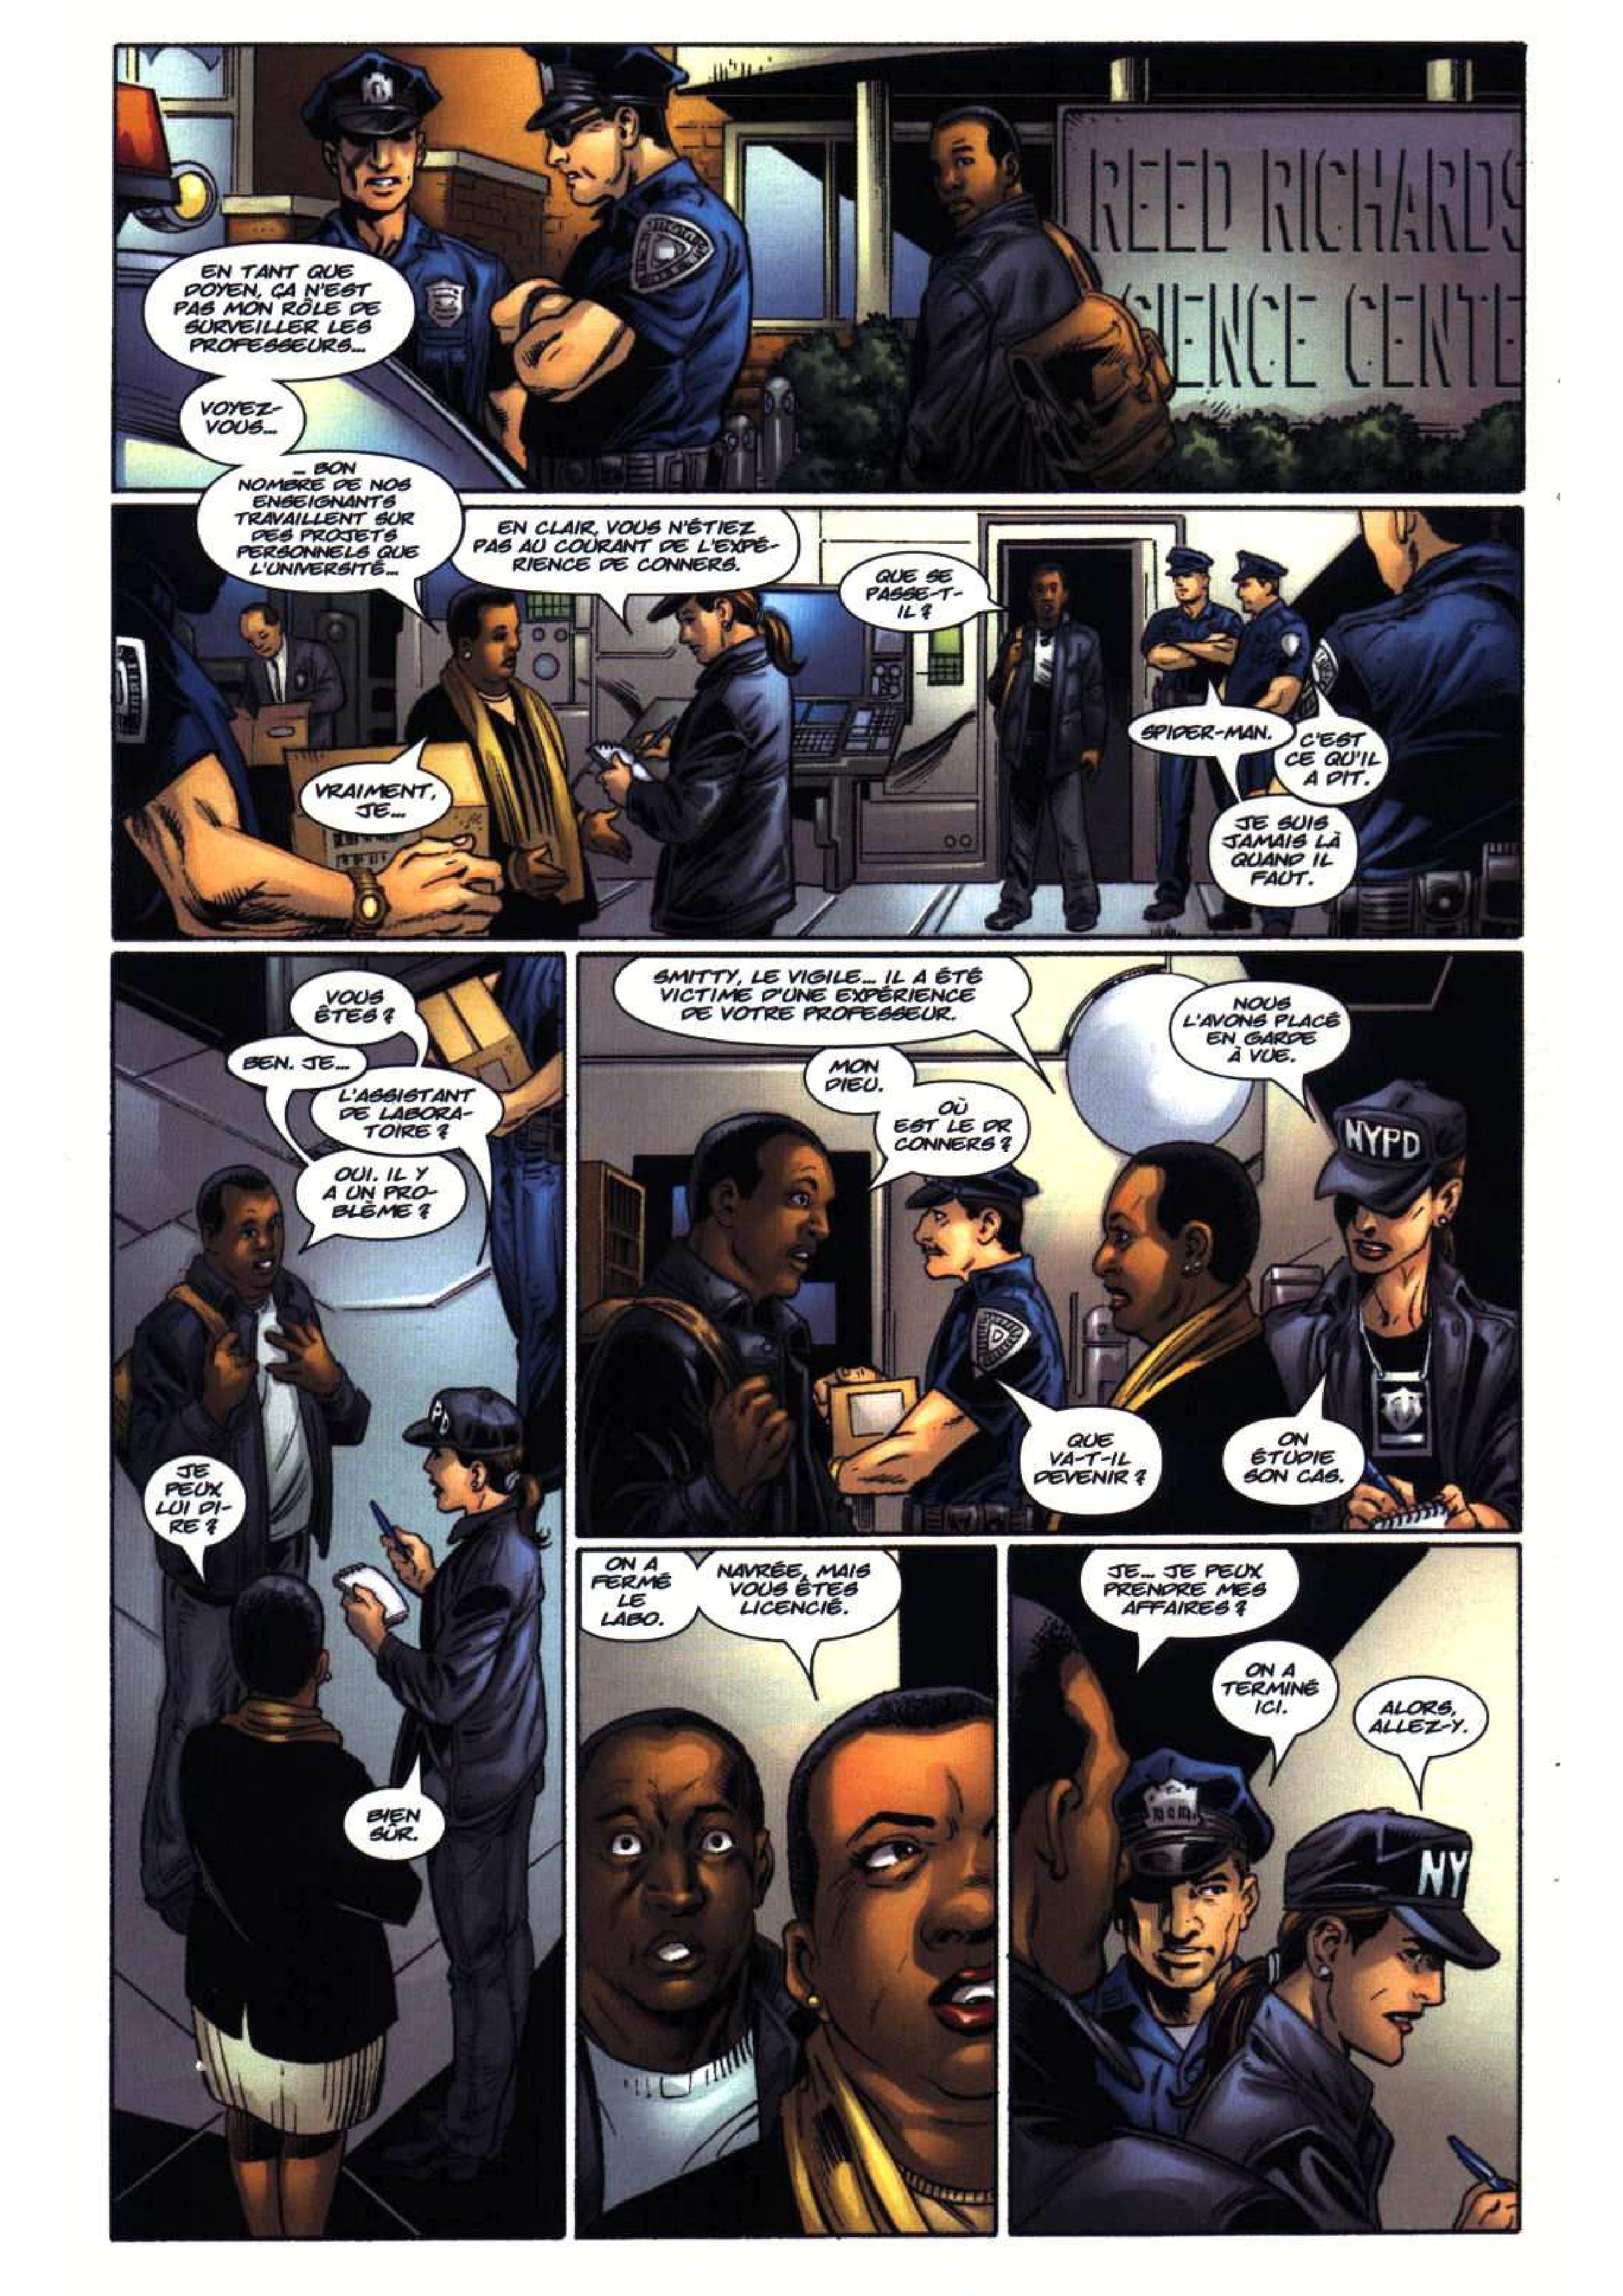 REED RICHARDS
SCIENCE CENTE
EN TANT QUE
DOYEN, ÇA N'EST
PAS MON RÔLE DE
SURVEILLER LES
PROFESSEURS...
VOYEZ-
VOUS...
... BON
NOMBRE DE NOS
ENSEIGNANTS
TRAVAILLENT SUR
DES PROJETS
PERSONNELS QUE
L'UNIVERSITÉ...
EN CLAIR, VOUS N'ÉTIEZ
PAS AU COURANT DE L'EXPÉ-
RIENCE DE CONNERS.
VRAIMENT,
JE...
QUE SE
PASSE-T-
IL ?
SPIDER-MAN.
C'EST
CE QU'IL
A DIT.
JE SUIS
JAMAIS LÀ
QUAND IL
FAUT.
VOUS
ÊTES ?
BEN. JE...
L'ASSISTANT
DE LABORA-
TOIRE ?
OUI. IL Y
A UN PRO-
BLÈME ?
PD
JE
PEUX
LUI DI-
RE ?
BIEN
SÛR.
SMITTY, LE VIGILE... IL A ÉTÉ
VICTIME D'UNE EXPÉRIENCE
DE VOTRE PROFESSEUR.
MON
DIEU.
OÙ
EST LE DR
CONNERS ?
NOUS
L'AVONS PLACÉ
EN GARDE
À VUE.
NYPD
QUE
VA-T-IL
DEVENIR ?
ON
ÉTUDIE
SON CAS.
ON A
FERMÉ
LE
LABO.
NAVRÉE, MAIS
VOUS ÊTES
LICENCIÉ.
JE... JE PEUX
PRENDRE MES
AFFAIRES ?
ON A
TERMINÉ
ICI.
ALORS,
ALLEZ-Y.
NY